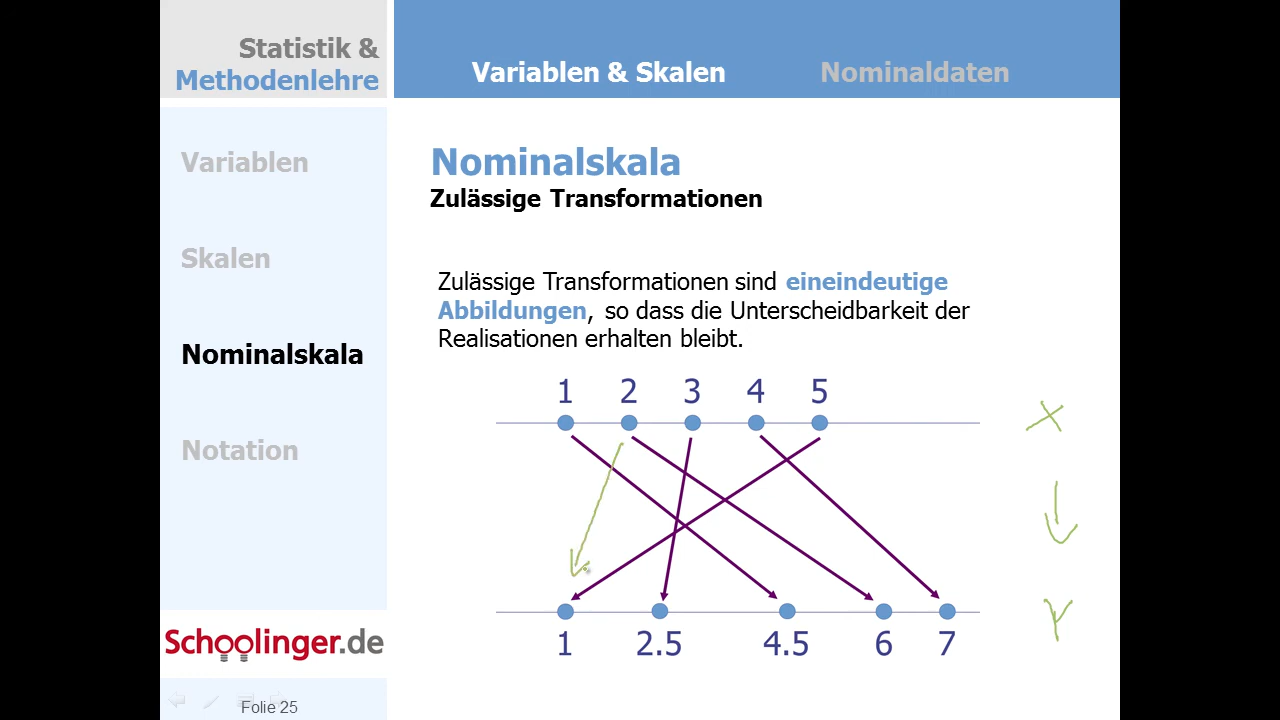 Statistik &
Methodenlehre
Variablen & Skalen
Nominaldaten
Variablen
Skalen
Nominalskala
Notation
Nominalskala
Zulässige Transformationen
Zulässige Transformationen sind eineindeutige
Abbildungen, so dass die Unterscheidbarkeit der
Realisationen erhalten bleibt.
1 2 3 4 5
X
Y
1 2.5 4.5 6 7
Schoolinger.de
Folie 25